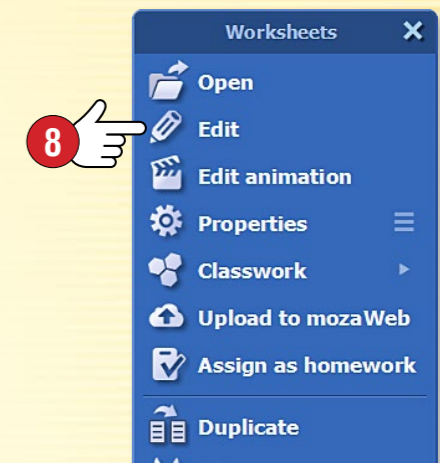 Worksheets
Open
8
Edit
Edit animation
Properties
Classwork
Upload to mozaWeb
Assign as homework
Duplicate